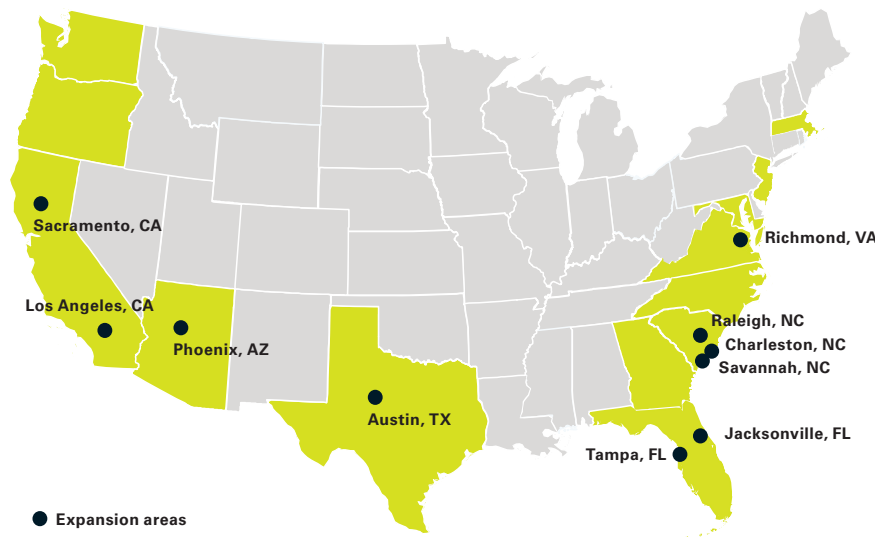 Sacramento, CA
Richmond, VA
Los Angeles, CA
Phoenix, AZ
Raleigh, NC
Charleston, NC
Savannah, NC
Austin, TX
Jacksonville, FL
Tampa, FL
Expansion areas